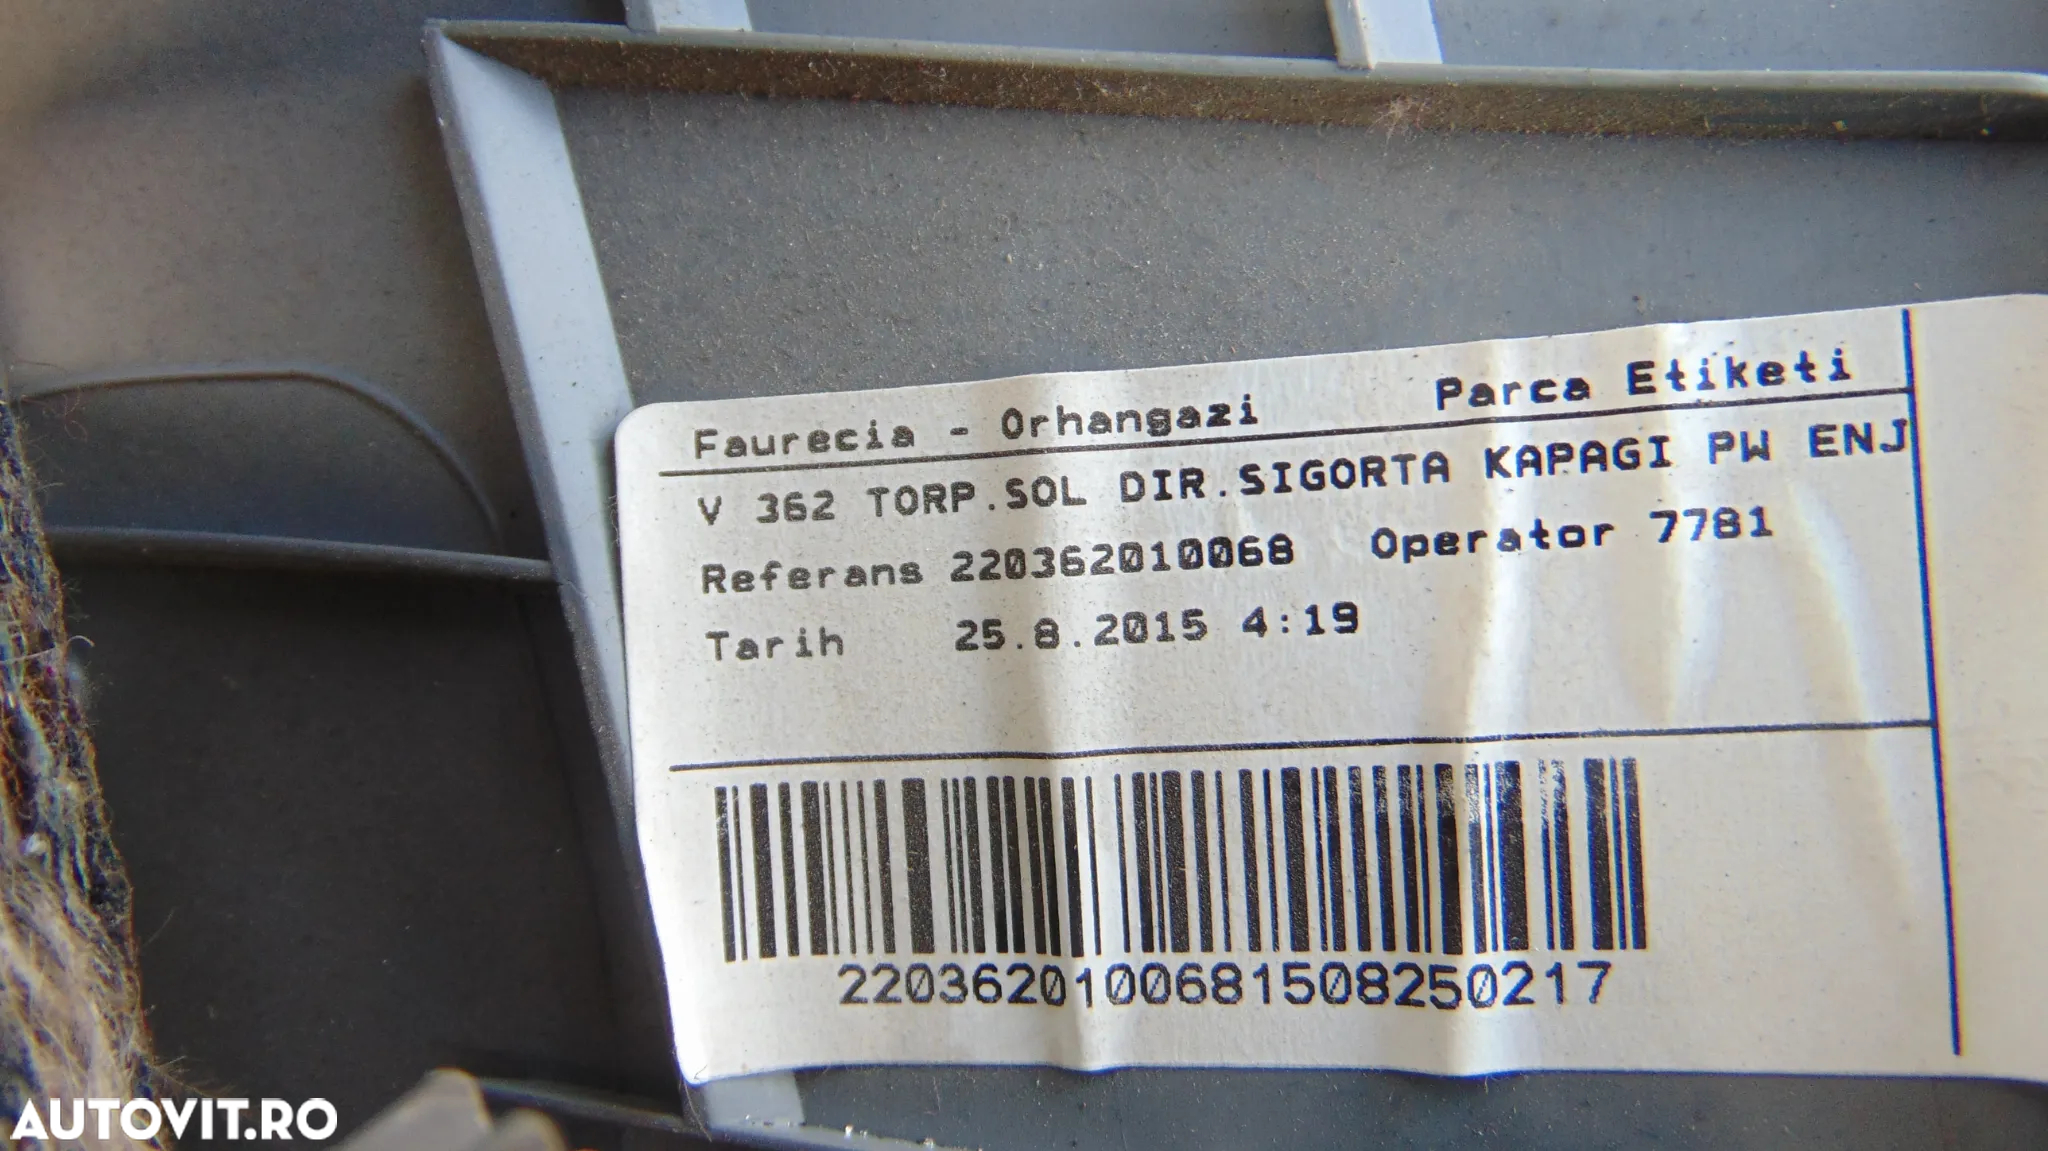 Faurecia - Orhangazi Parca Etiketi
V 362 TORP.SOL DIR.SIGORTA KAPAGI PW ENJ
Referans 220362010068 Operator 7781
Tarih 25.8.2015 4:19
2203620100681508250217
AUTOVIT.RO